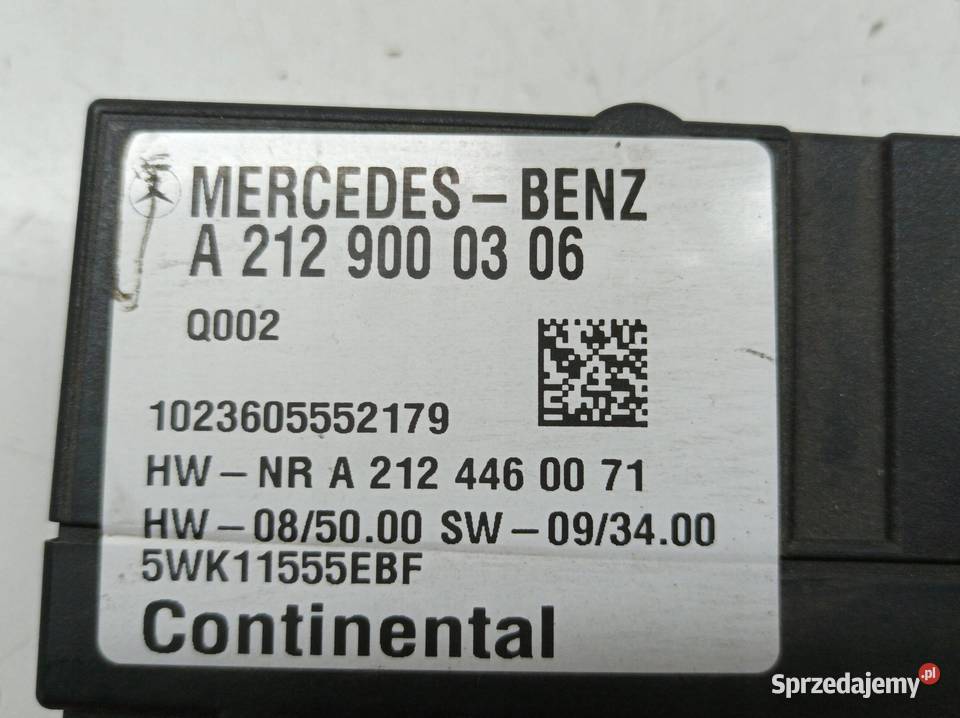 MERCEDES-BENZ
A 212 900 03 06
Q002
1023605552179
HW-NR A 212 446 00 71
HW-08/50.00 SW-09/34.00
5WK11555EBF
Continental
Sprzedajemy.pl